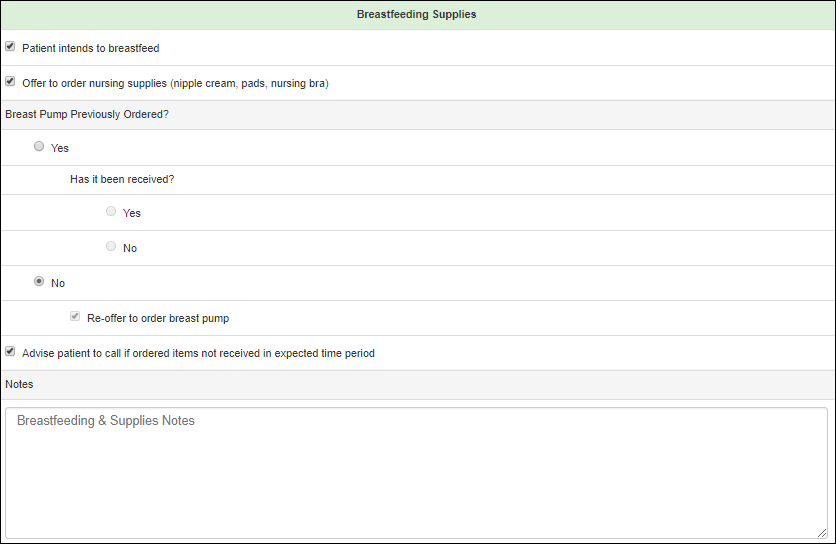 Breastfeeding Supplies
Patient intends to breastfeed
Offer to order nursing supplies (nipple cream, pads, nursing bra)
Breast Pump Previously Ordered?
Yes
Has it been received?
Yes
No
No
Re-offer to order breast pump
Advise patient to call if ordered items not received in expected time period
Notes
Breastfeeding & Supplies Notes